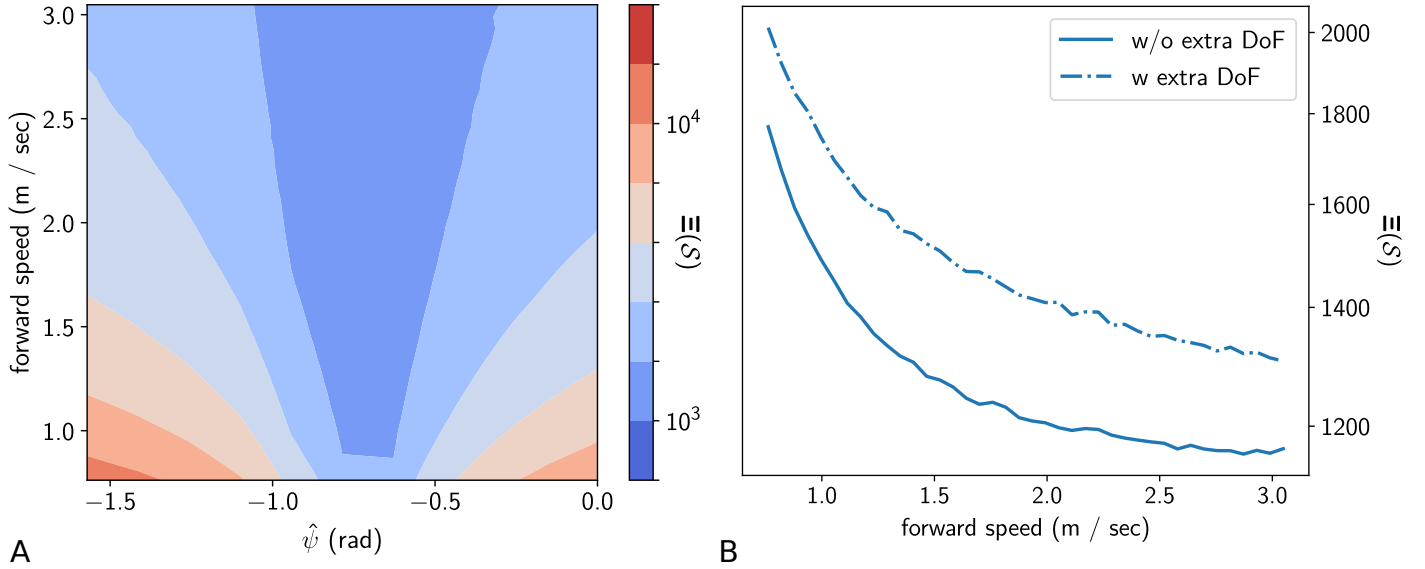 3.0
2.5
2.0
1.5
1.0
forward speed (m / sec)
−1.5
−1.0
−0.5
0.0
ψ̂ (rad)
10⁴
10³
Ξ(𝒮)
A
w/o extra DoF
w extra DoF
2000
1800
1600
1400
1200
Ξ(𝒮)
1.0
1.5
2.0
2.5
3.0
forward speed (m / sec)
B